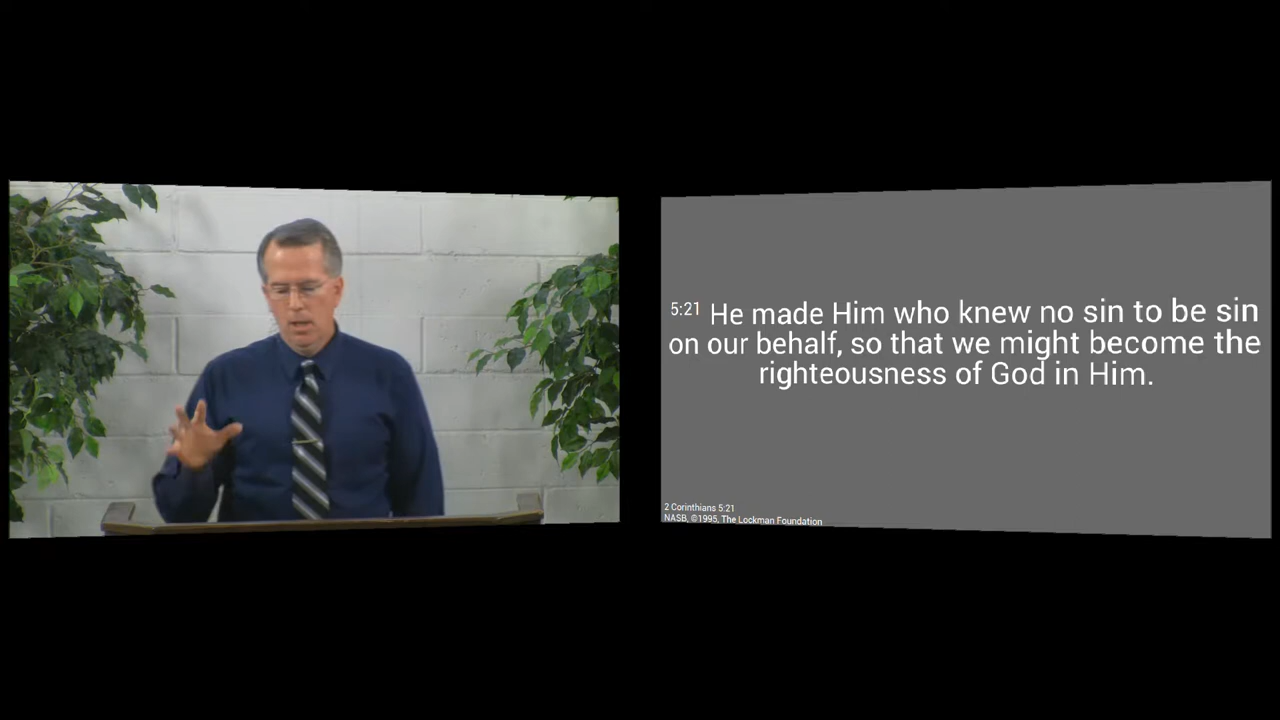 5:21 He made Him who knew no sin to be sin
on our behalf, so that we might become the
righteousness of God in Him.
2 Corinthians 5:21
NASB, ©1995, The Lockman Foundation